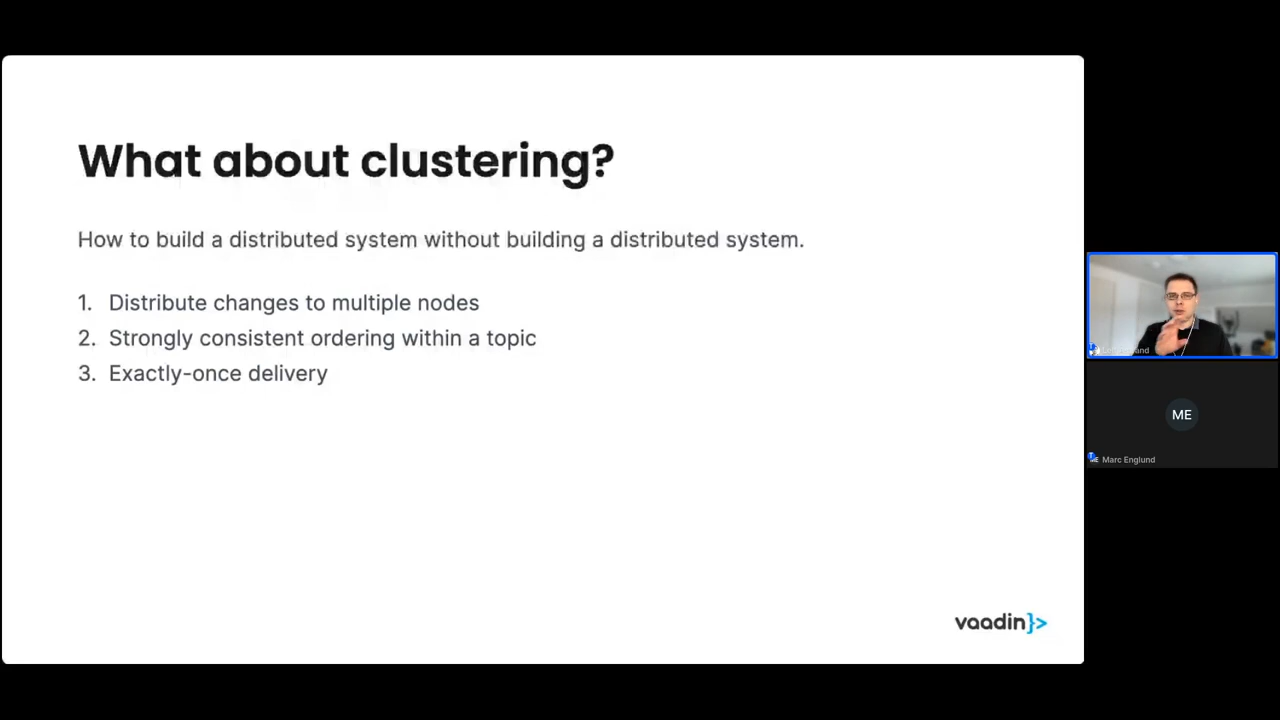 What about clustering?
How to build a distributed system without building a distributed system.
1. Distribute changes to multiple nodes
2. Strongly consistent ordering within a topic
3. Exactly-once delivery
vaadin}>
ME
Marc Englund